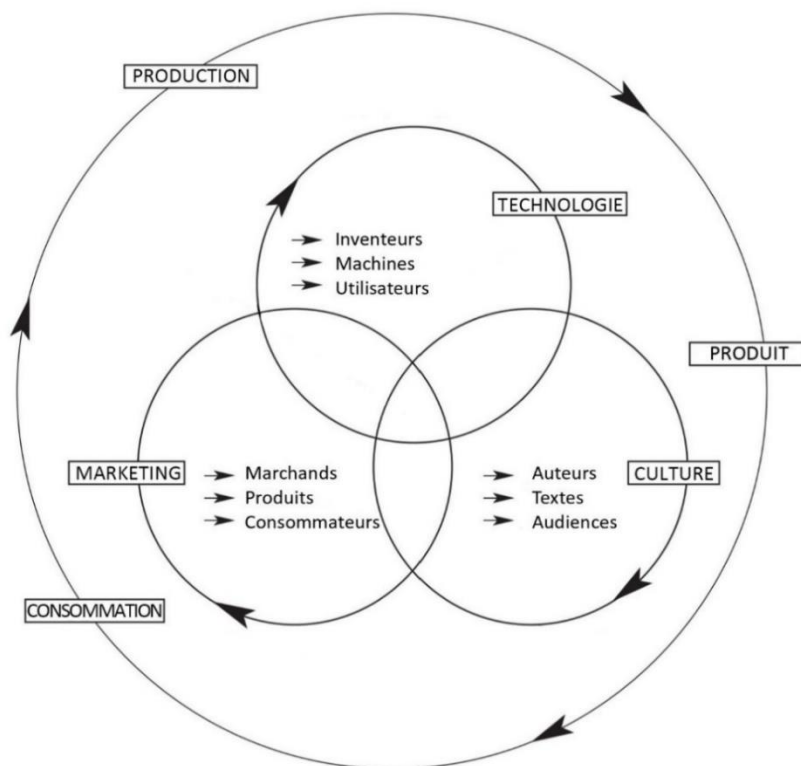 PRODUCTION
TECHNOLOGIE
Inventeurs
Machines
Utilisateurs
PRODUIT
MARKETING
Marchands
Produits
Consommateurs
Auteurs
Textes
Audiences
CULTURE
CONSOMMATION